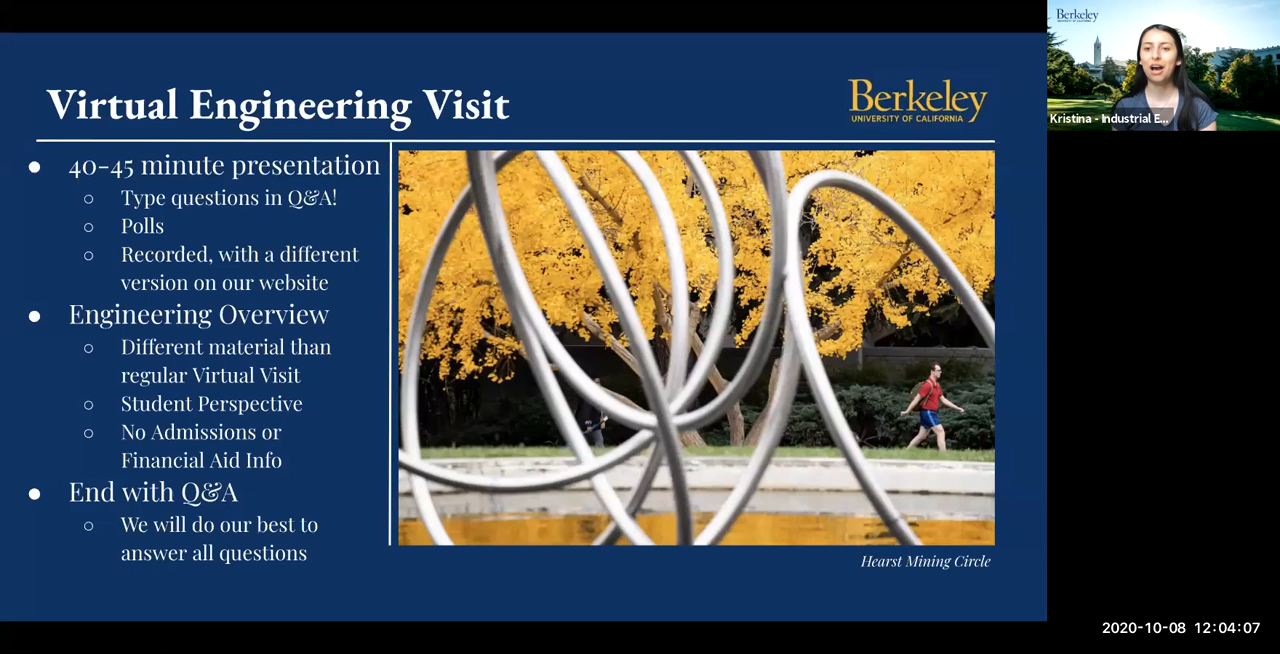 Virtual Engineering Visit
Berkeley
UNIVERSITY OF CALIFORNIA
● 40-45 minute presentation
○ Type questions in Q&A!
○ Polls
○ Recorded, with a different
version on our website
● Engineering Overview
○ Different material than
regular Virtual Visit
○ Student Perspective
○ No Admissions or
Financial Aid Info
● End with Q&A
○ We will do our best to
answer all questions
Hearst Mining Circle
Berkeley
Kristina - Industrial E...
2020-10-08 12:04:07